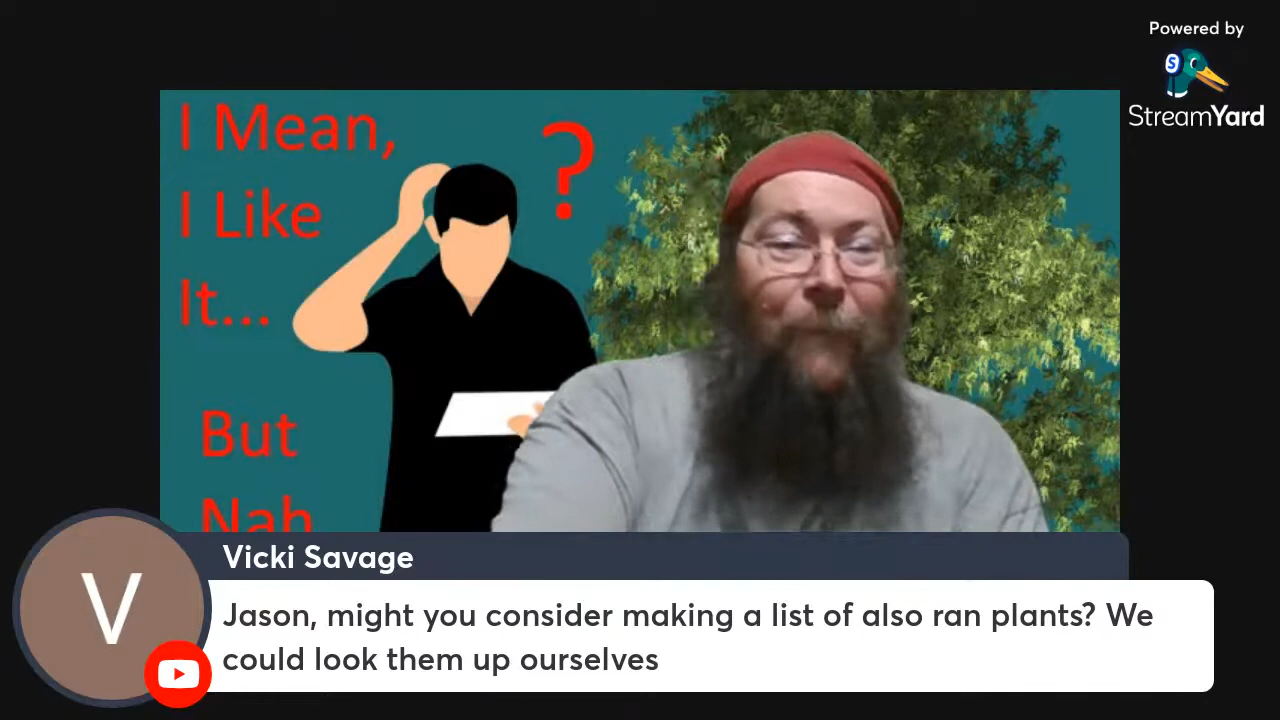 Powered by
StreamYard
I Mean,
I Like
It...
?
But
Nah
Vicki Savage
V
Jason, might you consider making a list of also ran plants? We
could look them up ourselves